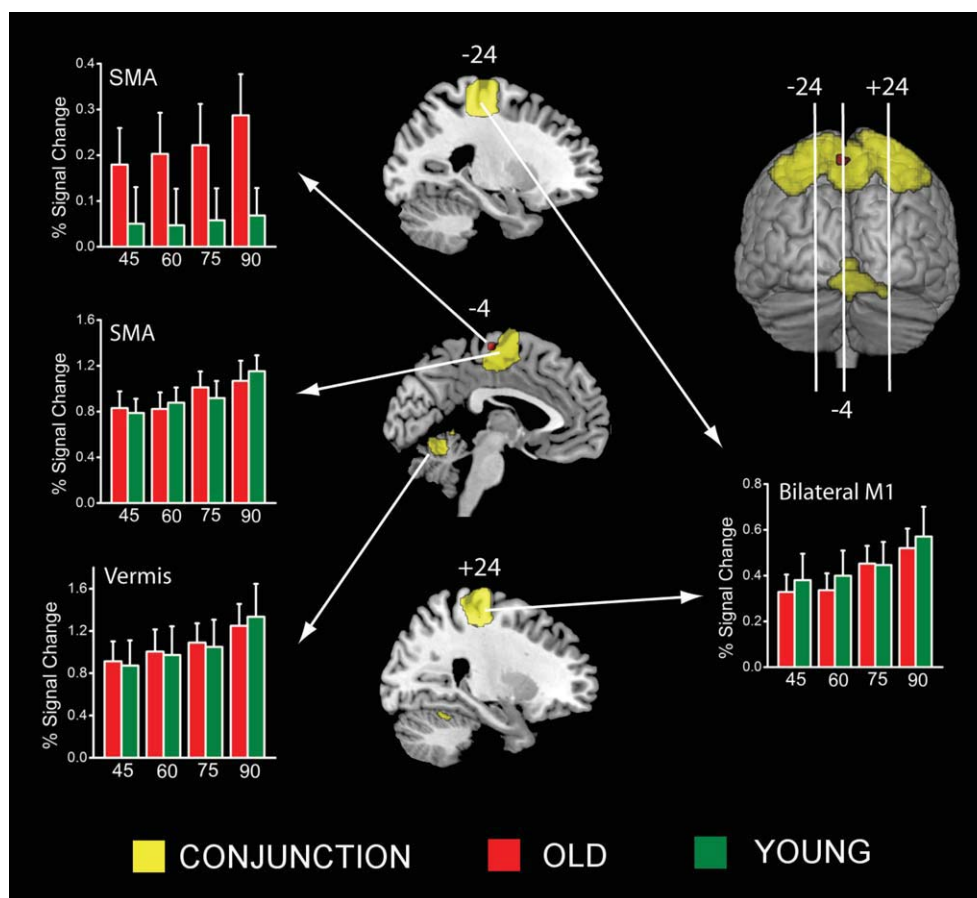 SMA
% Signal Change
0.4
0.3
0.2
0.1
0.0
45 60 75 90
-24
-24 +24
-4
SMA
% Signal Change
1.6
1.2
0.8
0.4
0.0
45 60 75 90
-4
Vermis
% Signal Change
1.6
1.2
0.8
0.4
0.0
45 60 75 90
+24
Bilateral M1
% Signal Change
0.8
0.6
0.4
0.2
0.0
45 60 75 90
CONJUNCTION OLD YOUNG